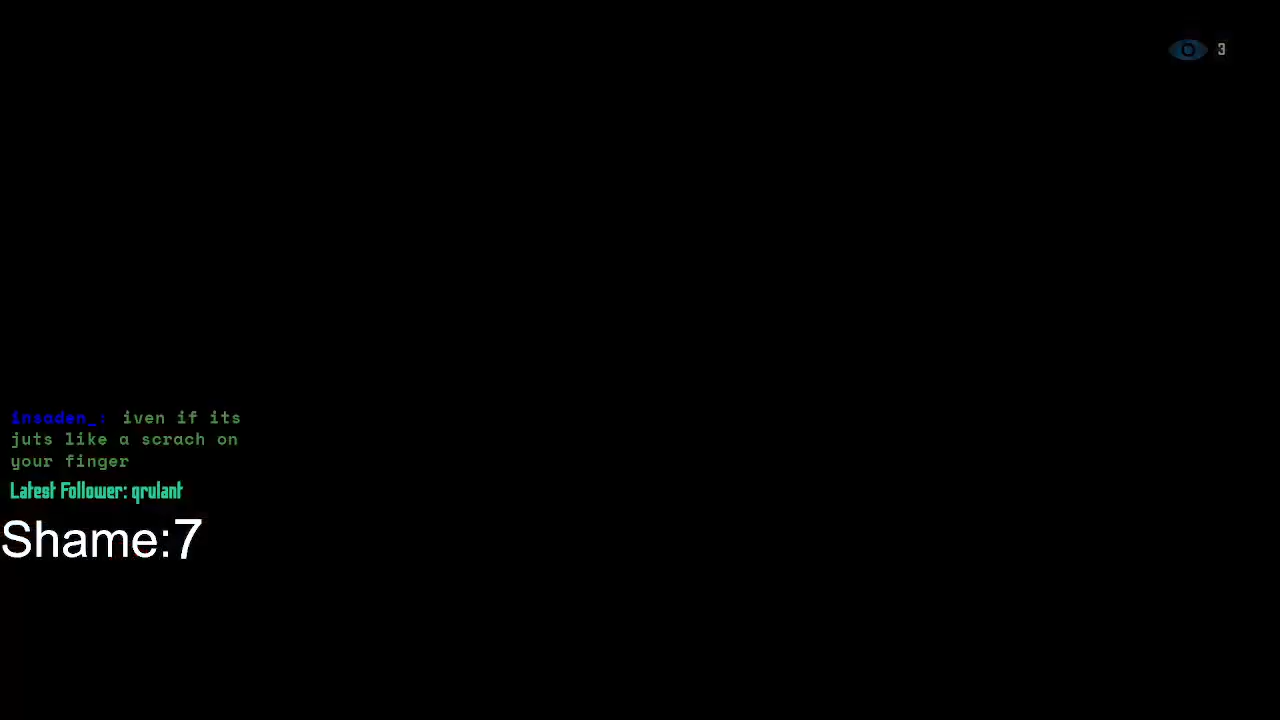 3
insaden_: iven if its
juts like a scrach on
your finger
Latest Follower: qrulant
Shame:7